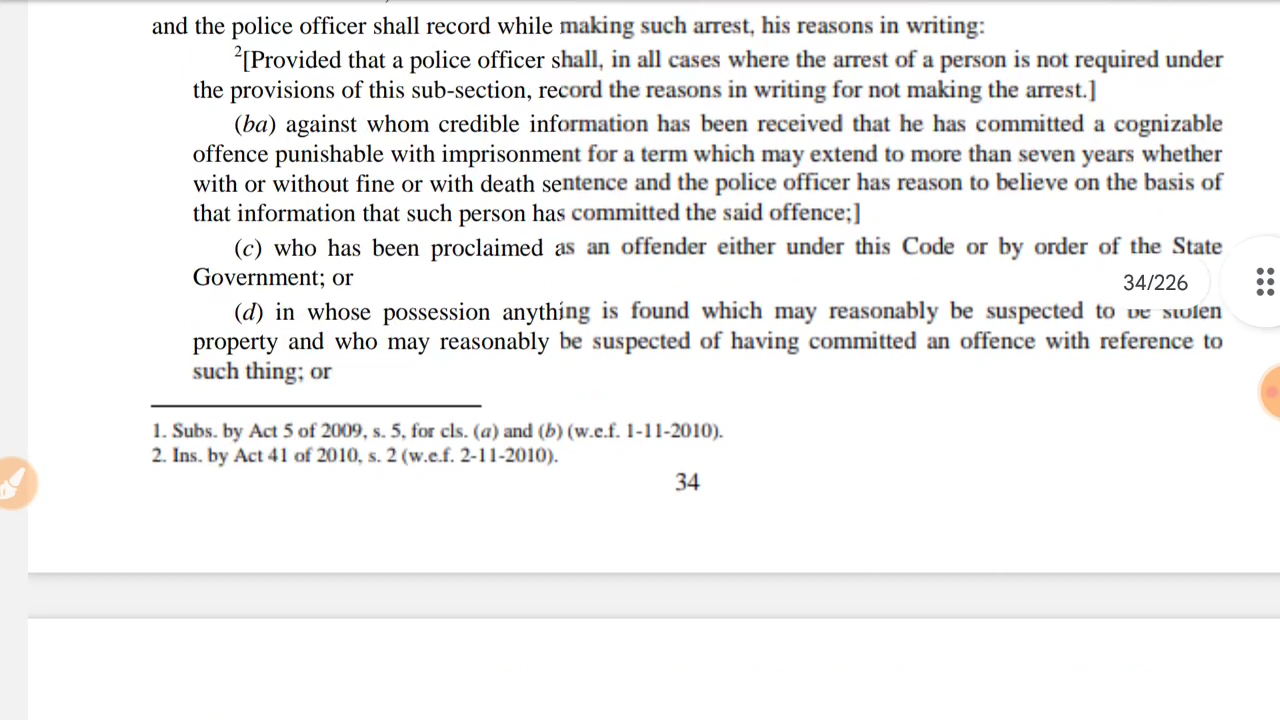 and the police officer shall record while making such arrest, his reasons in writing:
2[Provided that a police officer shall, in all cases where the arrest of a person is not required under
the provisions of this sub-section, record the reasons in writing for not making the arrest.]
(ba) against whom credible information has been received that he has committed a cognizable
offence punishable with imprisonment for a term which may extend to more than seven years whether
with or without fine or with death sentence and the police officer has reason to believe on the basis of
that information that such person has committed the said offence;]
(c) who has been proclaimed as an offender either under this Code or by order of the State
Government; or
34/226
(d) in whose possession anything is found which may reasonably be suspected to be stolen
property and who may reasonably be suspected of having committed an offence with reference to
such thing; or
1. Subs. by Act 5 of 2009, s. 5, for cls. (a) and (b) (w.e.f. 1-11-2010).
2. Ins. by Act 41 of 2010, s. 2 (w.e.f. 2-11-2010).
34